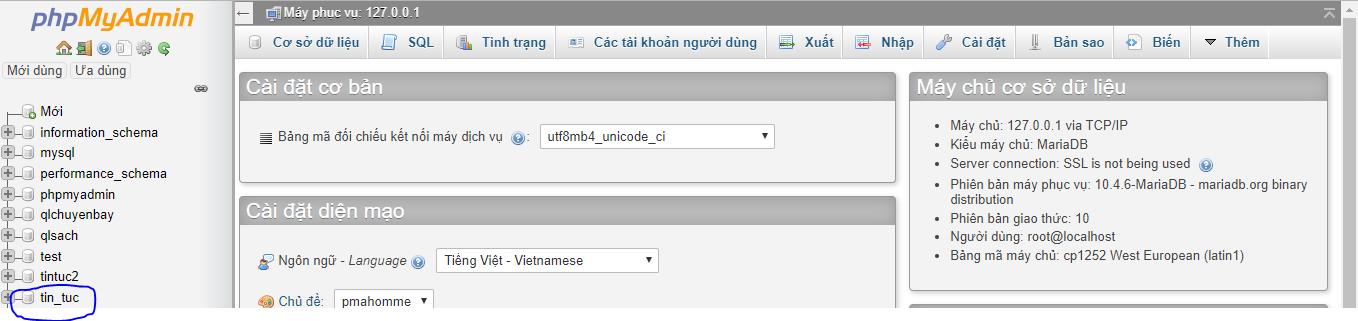 phpMyAdmin
Mới dùng Ưa dùng
Mới
information_schema
mysql
performance_schema
phpmyadmin
qlchuyenbay
qlsach
test
tintuc2
tin_tuc
Máy phục vụ: 127.0.0.1
Cơ sở dữ liệu SQL Tình trạng Các tài khoản người dùng Xuất Nhập Cài đặt Bản sao Biến Thêm
Cài đặt cơ bản
Bảng mã đối chiếu kết nối máy dịch vụ : utf8mb4_unicode_ci
Cài đặt diện mạo
Ngôn ngữ - Language Tiếng Việt - Vietnamese
Chủ đề: pmahomme
Máy chủ cơ sở dữ liệu
• Máy chủ: 127.0.0.1 via TCP/IP
• Kiểu máy chủ: MariaDB
• Server connection: SSL is not being used
• Phiên bản máy phục vụ: 10.4.6-MariaDB - mariadb.org binary
distribution
• Phiên bản giao thức: 10
• Người dùng: root@localhost
• Bảng mã máy chủ: cp1252 West European (latin1)